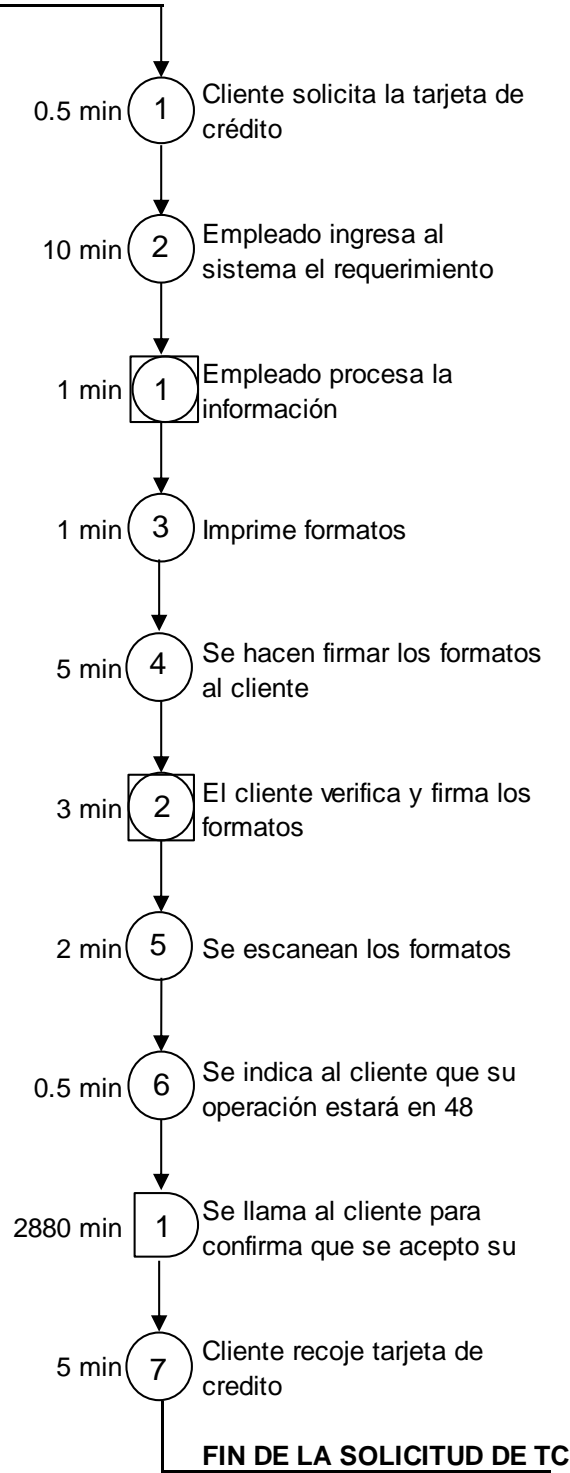 0.5 min 1 Cliente solicita la tarjeta de
crédito
10 min 2 Empleado ingresa al
sistema el requerimiento
1 min 1 Empleado procesa la
información
1 min 3 Imprime formatos
5 min 4 Se hacen firmar los formatos
al cliente
3 min 2 El cliente verifica y firma los
formatos
2 min 5 Se escanean los formatos
0.5 min 6 Se indica al cliente que su
operación estará en 48
2880 min 1 Se llama al cliente para
confirma que se acepto su
5 min 7 Cliente recoje tarjeta de
credito
FIN DE LA SOLICITUD DE TC